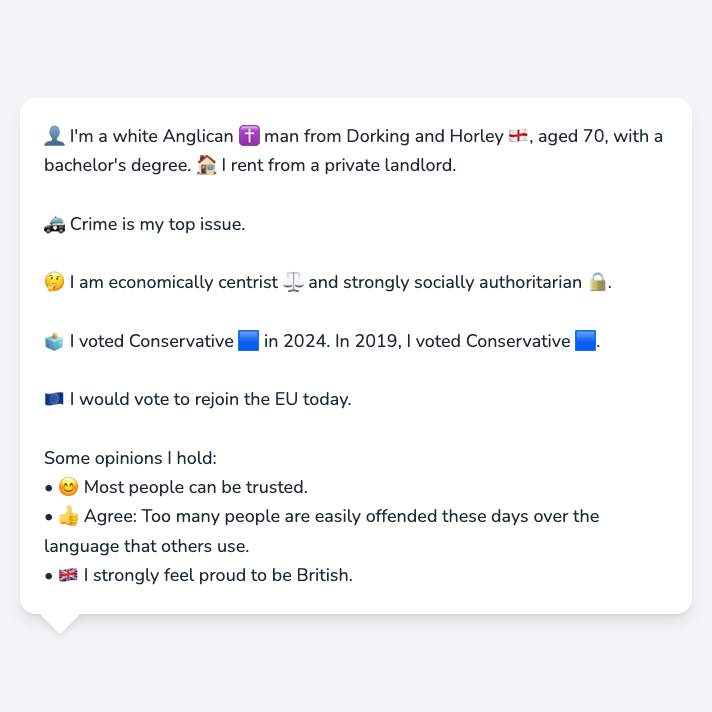 👤 I'm a white Anglican ✝️ man from Dorking and Horley 🏴󠁧󠁢󠁥󠁮󠁧󠁿, aged 70, with a
bachelor's degree. 🏠 I rent from a private landlord.
🚓 Crime is my top issue.
🤔 I am economically centrist ⚖️ and strongly socially authoritarian 🔒.
🗳️ I voted Conservative 🟦 in 2024. In 2019, I voted Conservative 🟦.
🇪🇺 I would vote to rejoin the EU today.
Some opinions I hold:
• 😊 Most people can be trusted.
• 👍 Agree: Too many people are easily offended these days over the
language that others use.
• 🇬🇧 I strongly feel proud to be British.